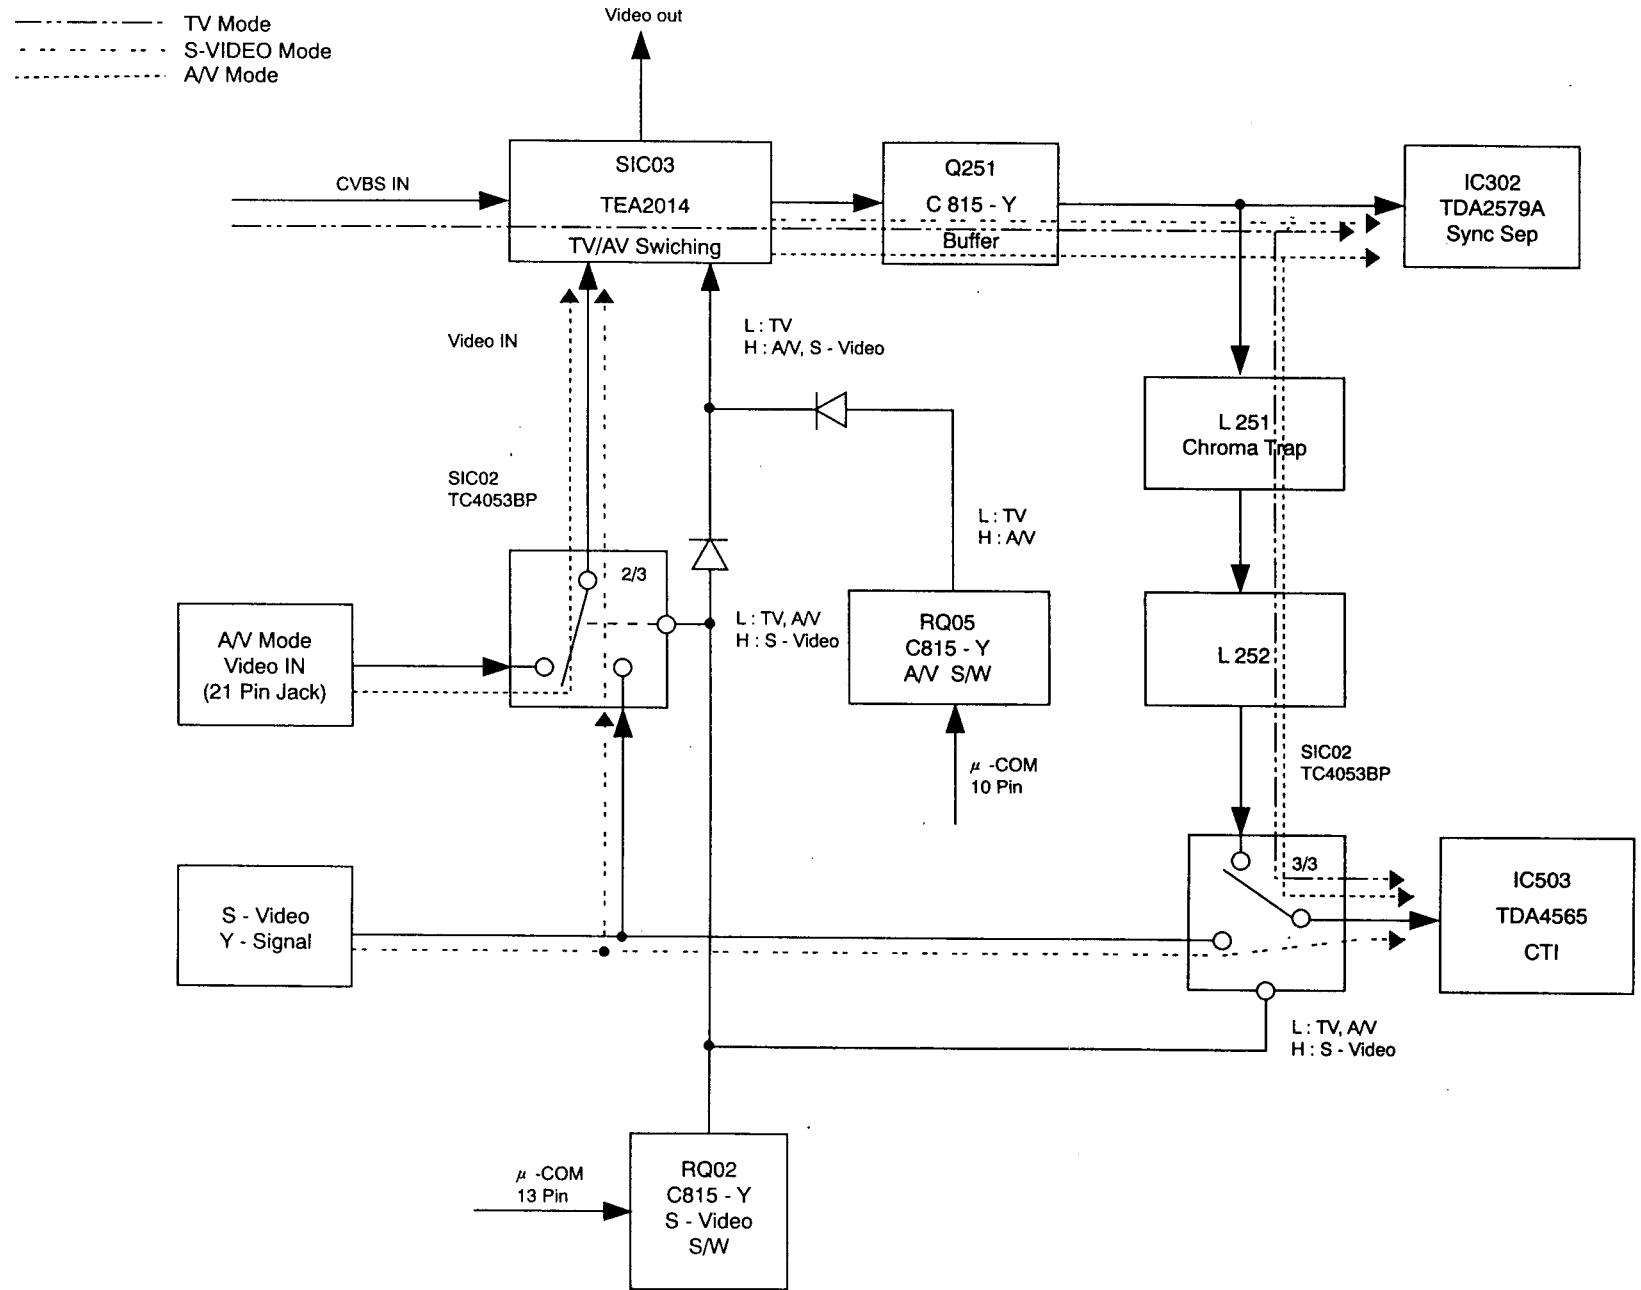 Video out
TV Mode
S-VIDEO Mode
A/V Mode
CVBS IN
SIC03
TEA2014
TV/AV Swiching
Q251
C 815 - Y
Buffer
IC302
TDA2579A
Sync Sep
Video IN
L : TV
H : A/V, S - Video
L 251
Chroma Trap
SIC02
TC4053BP
L : TV
H : A/V
2/3
A/V Mode
Video IN
(21 Pin Jack)
L : TV, A/V
H : S - Video
RQ05
C815 - Y
A/V S/W
L 252
μ -COM
10 Pin
SIC02
TC4053BP
3/3
S - Video
Y - Signal
IC503
TDA4565
CTI
L : TV, A/V
H : S - Video
μ -COM
13 Pin
RQ02
C815 - Y
S - Video
S/W